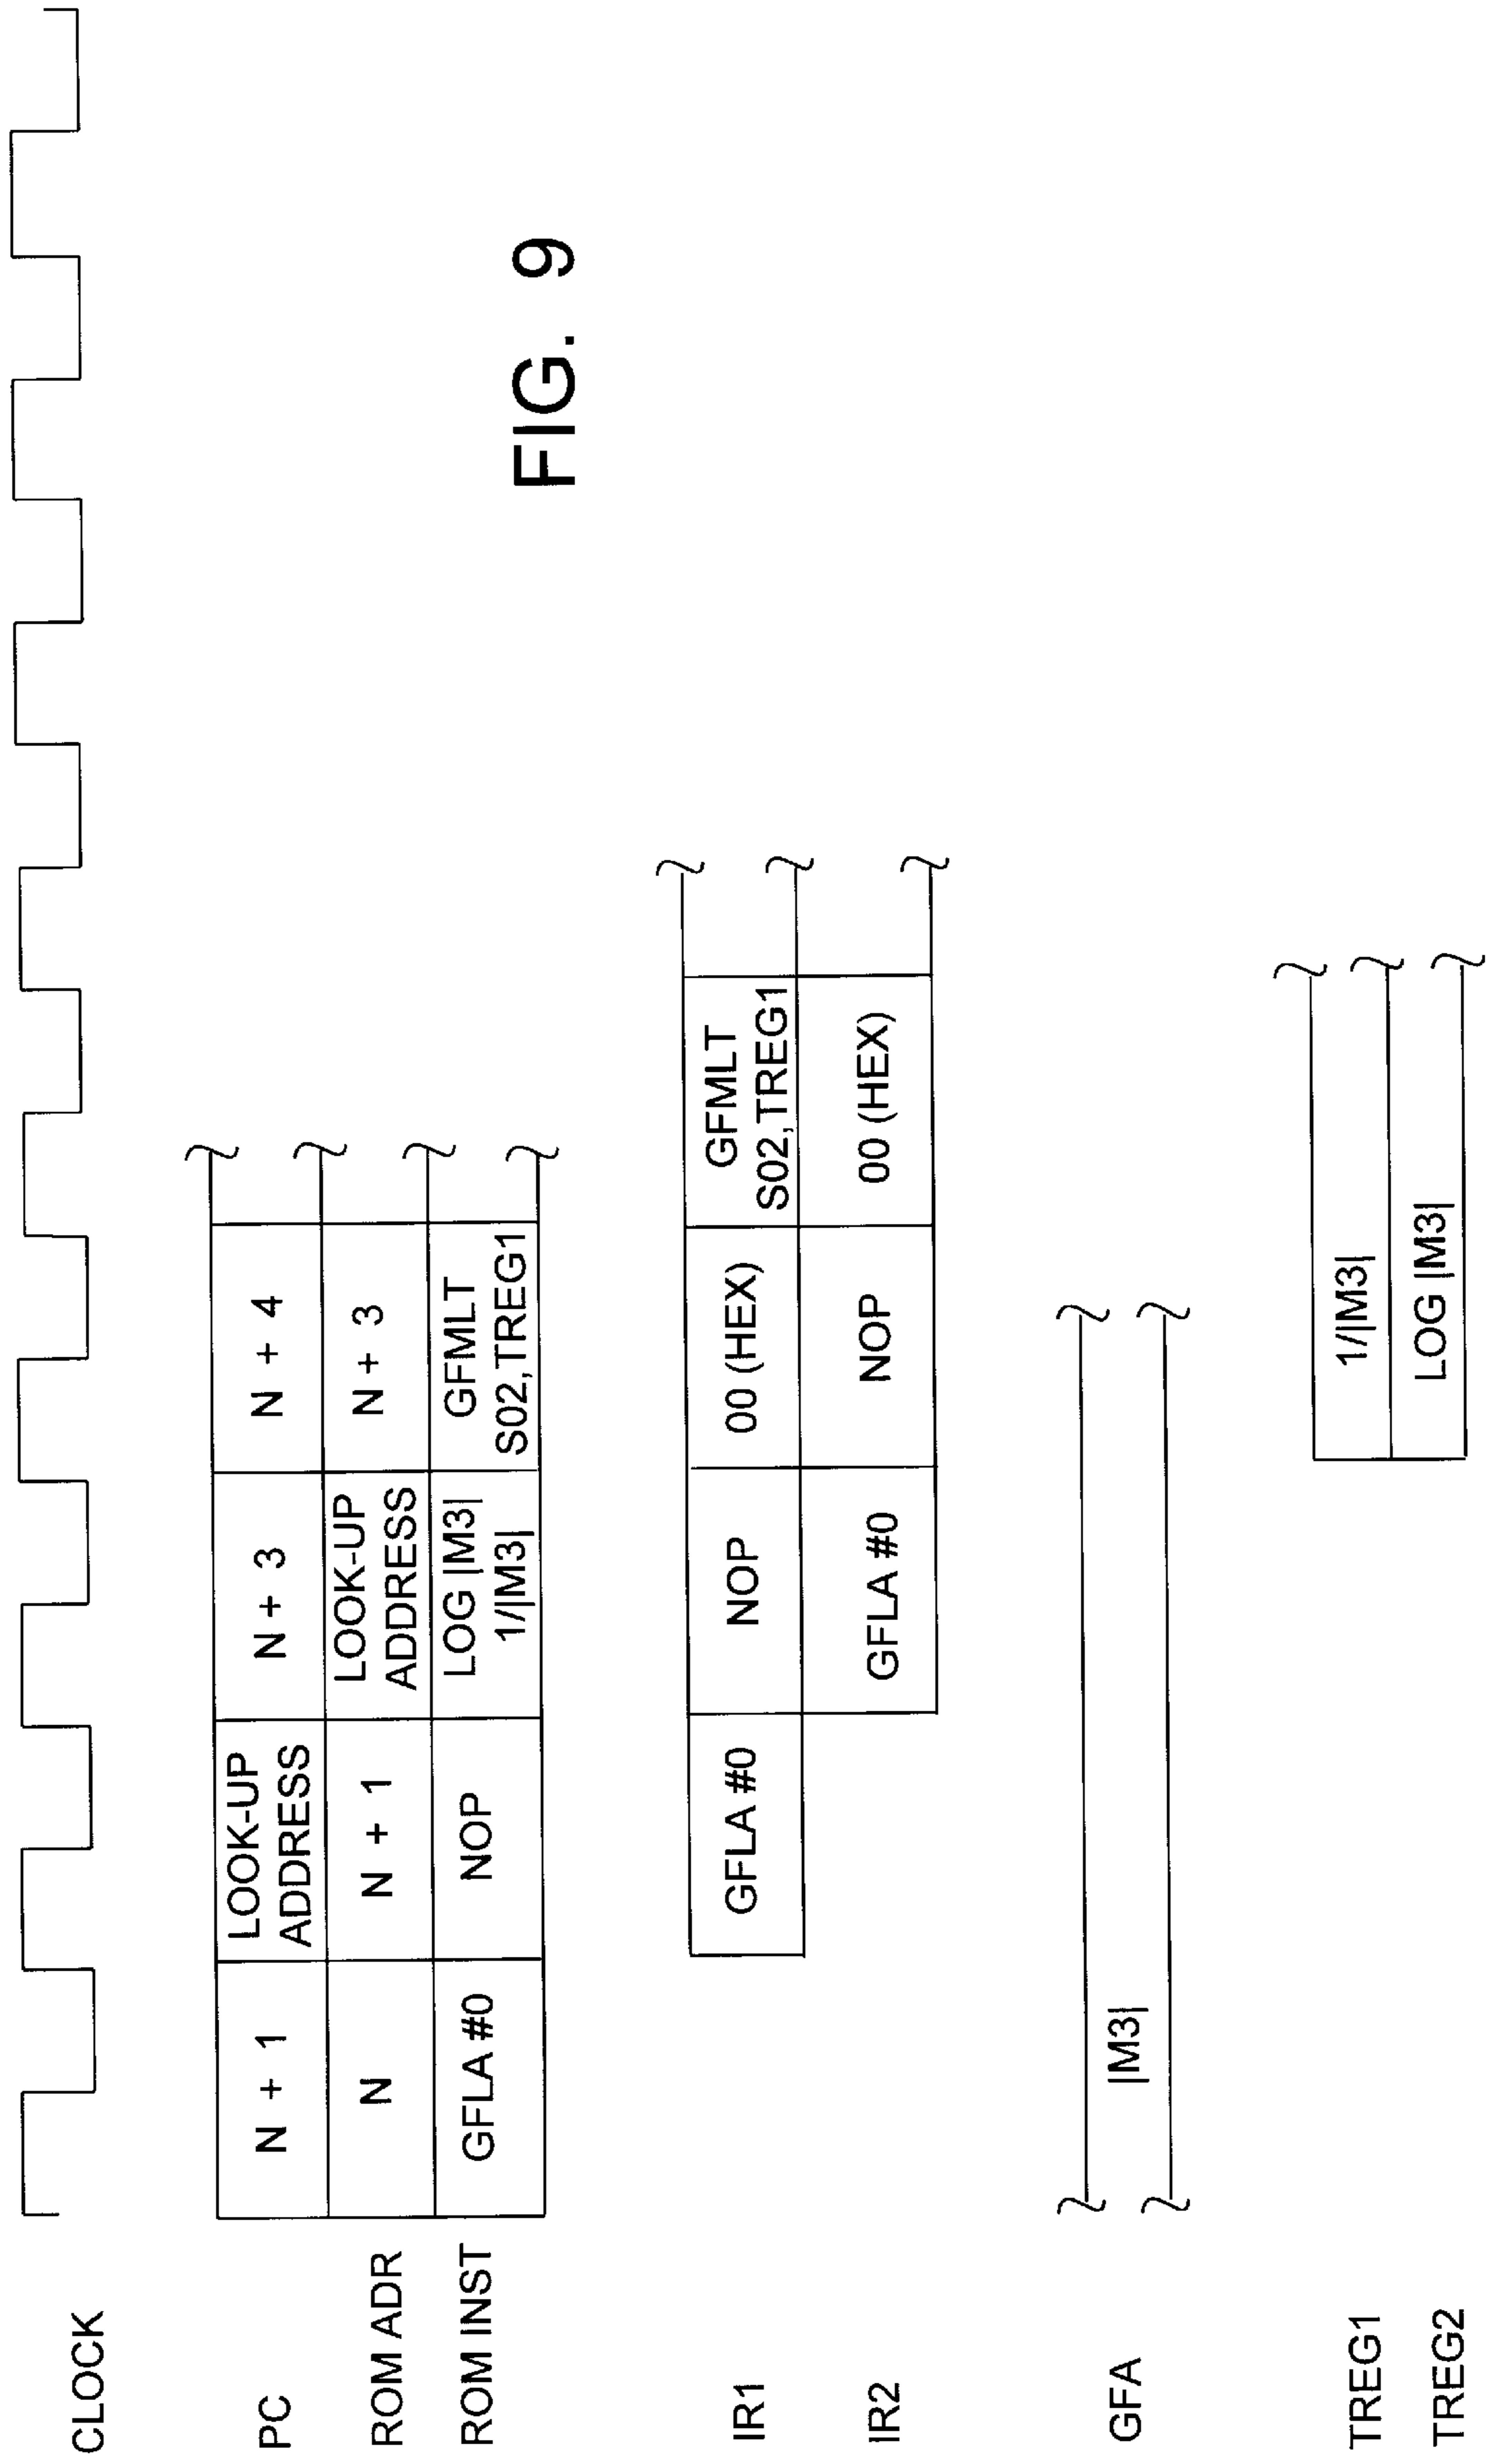 CLOCK
PC
N + 1
LOOK-UP
ADDRESS
N + 3
N + 4
ROM ADR
N
N + 1
LOOK-UP
ADDRESS
N + 3
ROM INST
GFLA #0
NOP
LOG |M3|
1/|M3|
GFMLT
S02,TREG1
FIG. 9
IR1
GFLA #0
NOP
00 (HEX)
GFMLT
S02,TREG1
IR2
GFLA #0
NOP
00 (HEX)
GFA
|M3|
TREG1
1/|M3|
TREG2
LOG |M3|